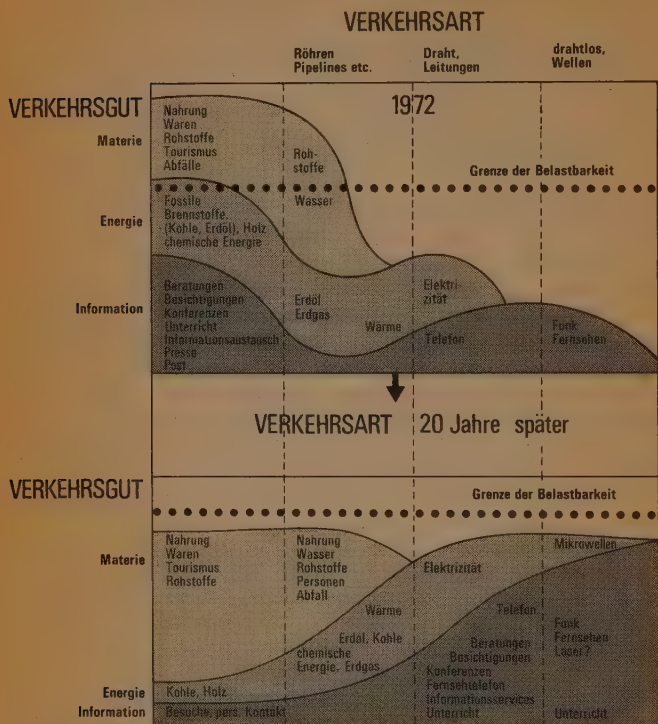 VERKEHRSART
Röhren
Pipelines etc.
Draht,
Leitungen
drahtlos,
Wellen
VERKEHRSGUT
1972
Materie
Nahrung
Waren
Rohstoffe
Tourismus
Abfälle
Roh-
stoffe
Grenze der Belastbarkeit
Energie
Fossile
Brennstoffe
(Kohle, Erdöl), Holz
chemische Energie
Wasser
Information
Beratungen
Besichtigungen
Konferenzen
Unterricht
Informationsaustausch
Presse
Post
Erdöl
Erdgas
Wärme
Elektri-
zität
Telefon
Funk
Fernsehen
VERKEHRSART 20 Jahre später
VERKEHRSGUT
Grenze der Belastbarkeit
Materie
Nahrung
Waren
Tourismus
Rohstoffe
Nahrung
Wasser
Rohstoffe
Personen
Abfall
Elektrizität
Mikrowellen
Wärme
Erdöl, Kohle
chemische
Energie, Erdgas
Telefon
Beratungen
Besichtigungen
Konferenzen
Fernsehtelefon
Informationsservices
Unterricht
Funk
Fernsehen
Laser?
Unterricht
Energie
Kohle, Holz
Information
Besuche, pers. Kontakt